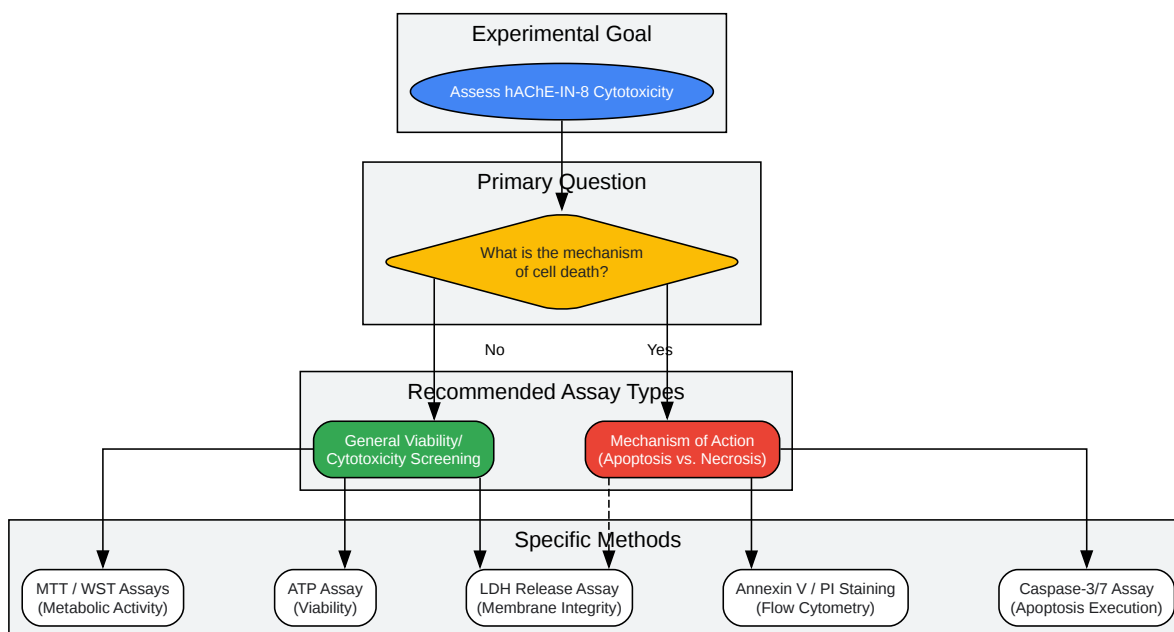 Experimental Goal
Assess hAChE-IN-8 Cytotoxicity
Primary Question
What is the mechanism
of cell death?
No
Yes
Recommended Assay Types
General Viability/
Cytotoxicity Screening
Mechanism of Action
(Apoptosis vs. Necrosis)
Specific Methods
MTT / WST Assays
(Metabolic Activity)
ATP Assay
(Viability)
LDH Release Assay
(Membrane Integrity)
Annexin V / PI Staining
(Flow Cytometry)
Caspase-3/7 Assay
(Apoptosis Execution)